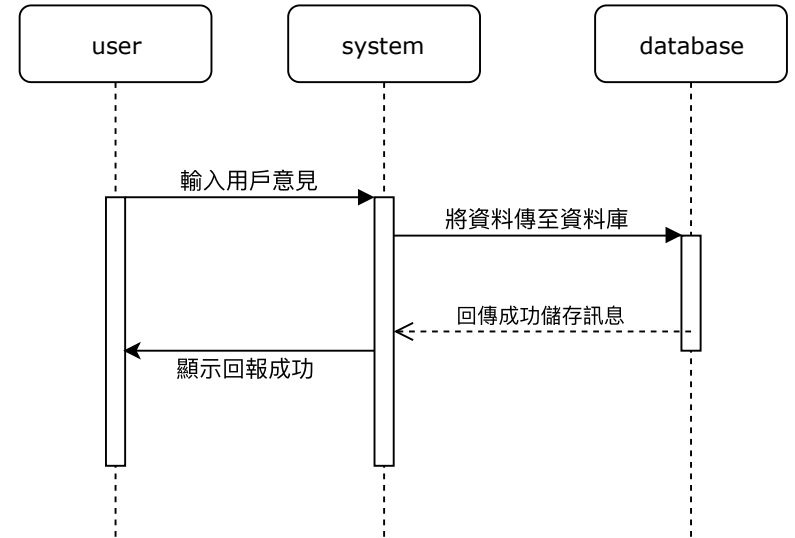 user
system
database
輸入用戶意見
將資料傳至資料庫
回傳成功儲存訊息
顯示回報成功